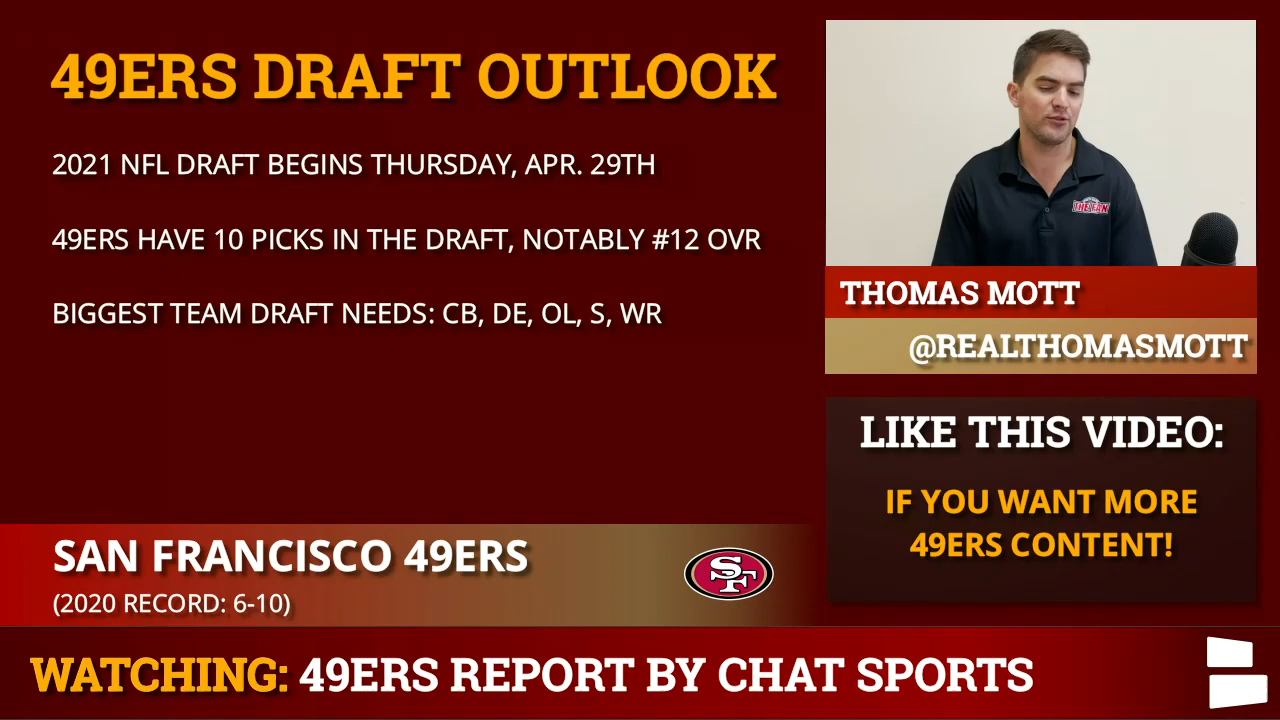 49ERS DRAFT OUTLOOK
2021 NFL DRAFT BEGINS THURSDAY, APR. 29TH
49ERS HAVE 10 PICKS IN THE DRAFT, NOTABLY #12 OVR
BIGGEST TEAM DRAFT NEEDS: CB, DE, OL, S, WR
THE FAN
THOMAS MOTT
@REALTHOMASMOTT
LIKE THIS VIDEO:
IF YOU WANT MORE
49ERS CONTENT!
SAN FRANCISCO 49ERS
(2020 RECORD: 6-10)
SF
WATCHING: 49ERS REPORT BY CHAT SPORTS